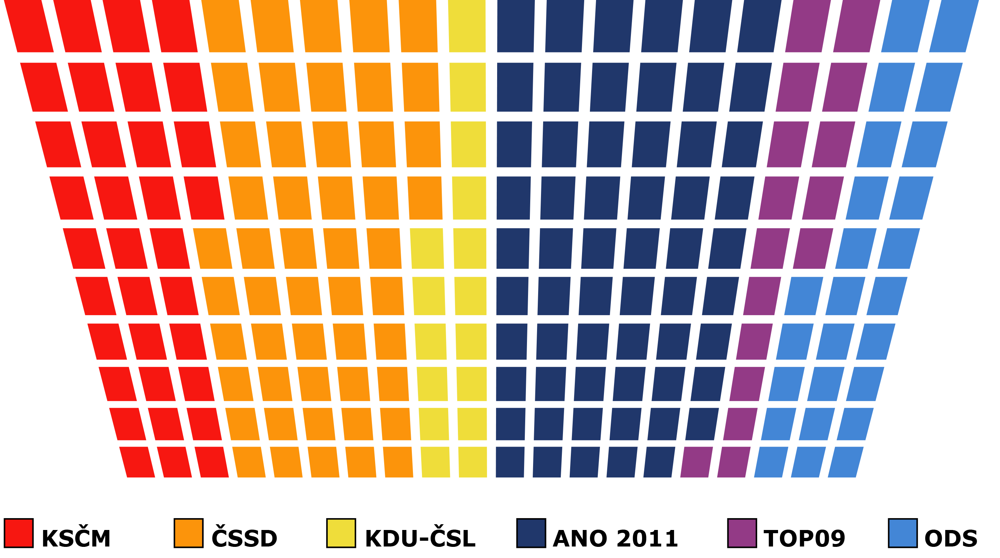 KSČM
ČSSD
KDU-ČSL
ANO 2011
TOP09
ODS